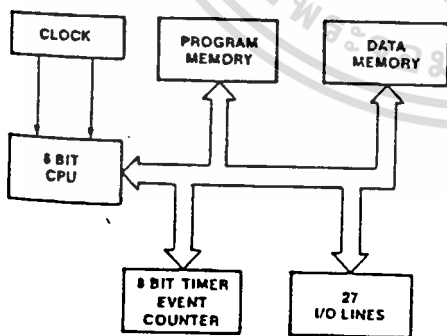 CLOCK
PROGRAM
MEMORY
DATA
MEMORY
8 BIT
CPU
8 BIT TIMER
EVENT
COUNTER
27
I/O LINES